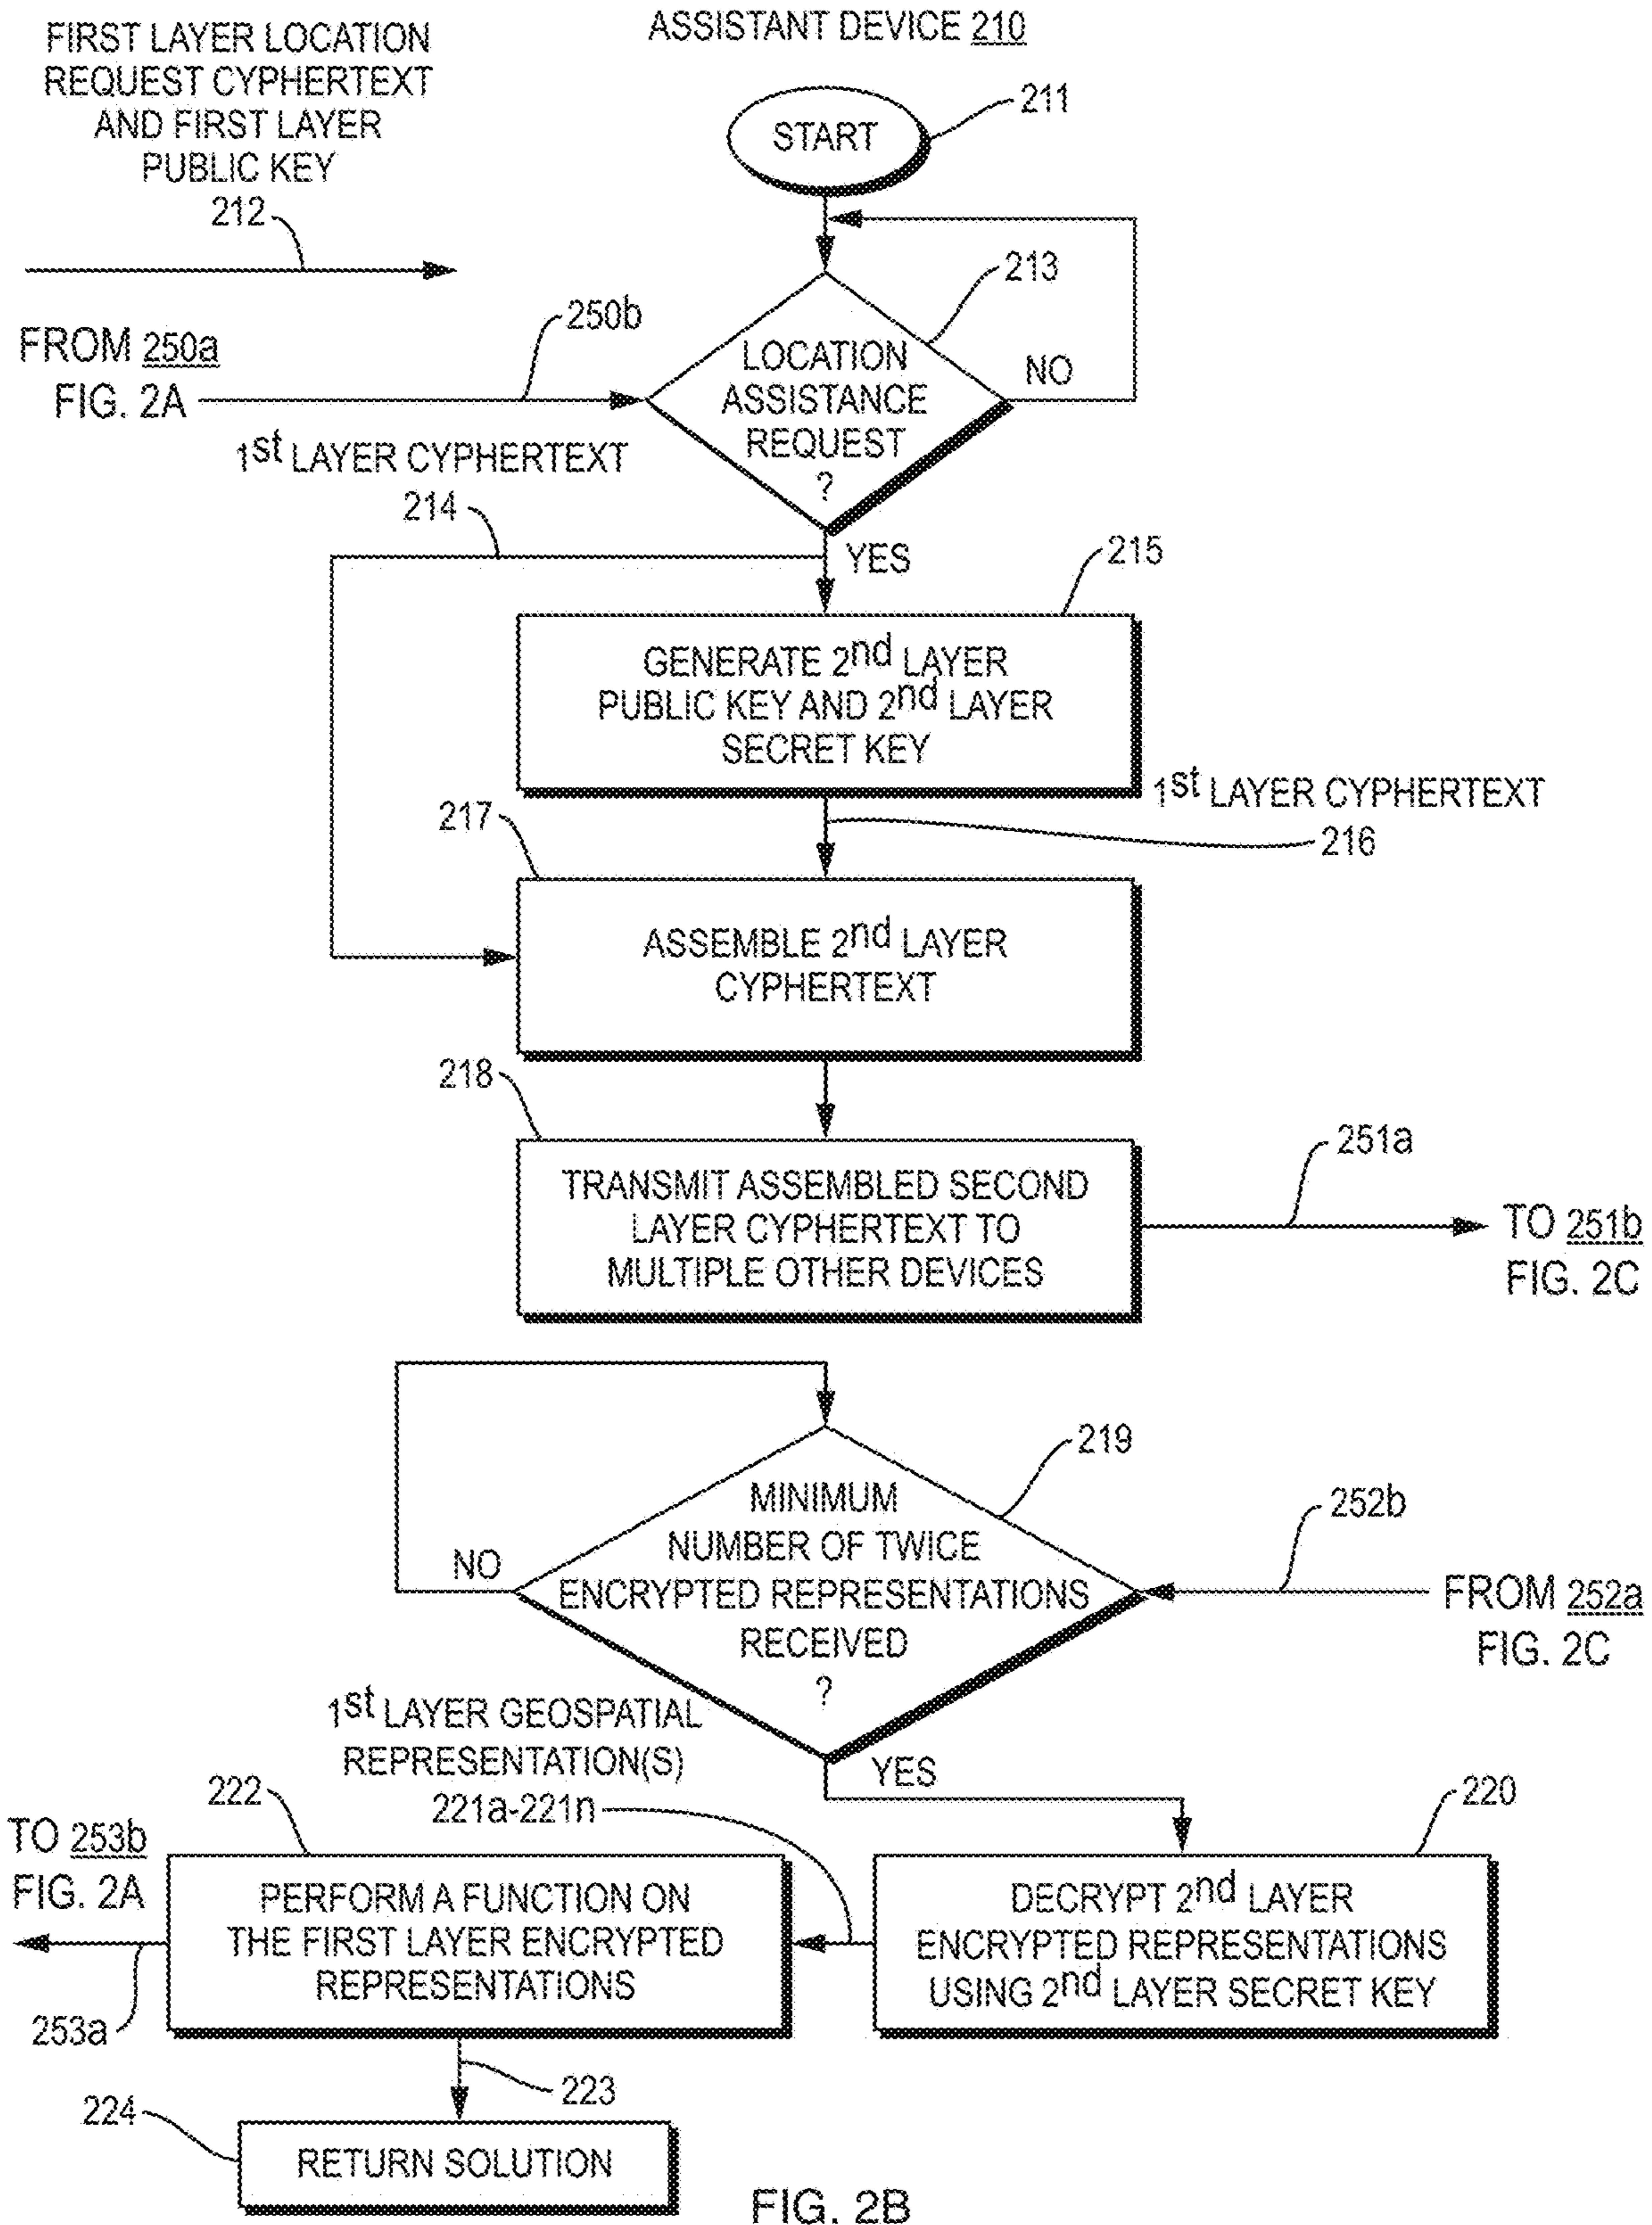 ASSISTANT DEVICE 210
FIRST LAYER LOCATION
REQUEST CYPHERTEXT
AND FIRST LAYER
PUBLIC KEY
212
START
211
213
250b
FROM 250a
FIG. 2A
LOCATION
ASSISTANCE
REQUEST
?
NO
1st LAYER CYPHERTEXT
214
YES
215
GENERATE 2nd LAYER
PUBLIC KEY AND 2nd LAYER
SECRET KEY
1st LAYER CYPHERTEXT
216
217
ASSEMBLE 2nd LAYER
CYPHERTEXT
218
TRANSMIT ASSEMBLED SECOND
LAYER CYPHERTEXT TO
MULTIPLE OTHER DEVICES
251a
TO 251b
FIG. 2C
219
MINIMUM
NUMBER OF TWICE
ENCRYPTED REPRESENTATIONS
RECEIVED
?
NO
252b
FROM 252a
FIG. 2C
1st LAYER GEOSPATIAL
REPRESENTATION(S)
221a-221n
YES
220
222
TO 253b
FIG. 2A
PERFORM A FUNCTION ON
THE FIRST LAYER ENCRYPTED
REPRESENTATIONS
DECRYPT 2nd LAYER
ENCRYPTED REPRESENTATIONS
USING 2nd LAYER SECRET KEY
253a
223
224
RETURN SOLUTION
FIG. 2B